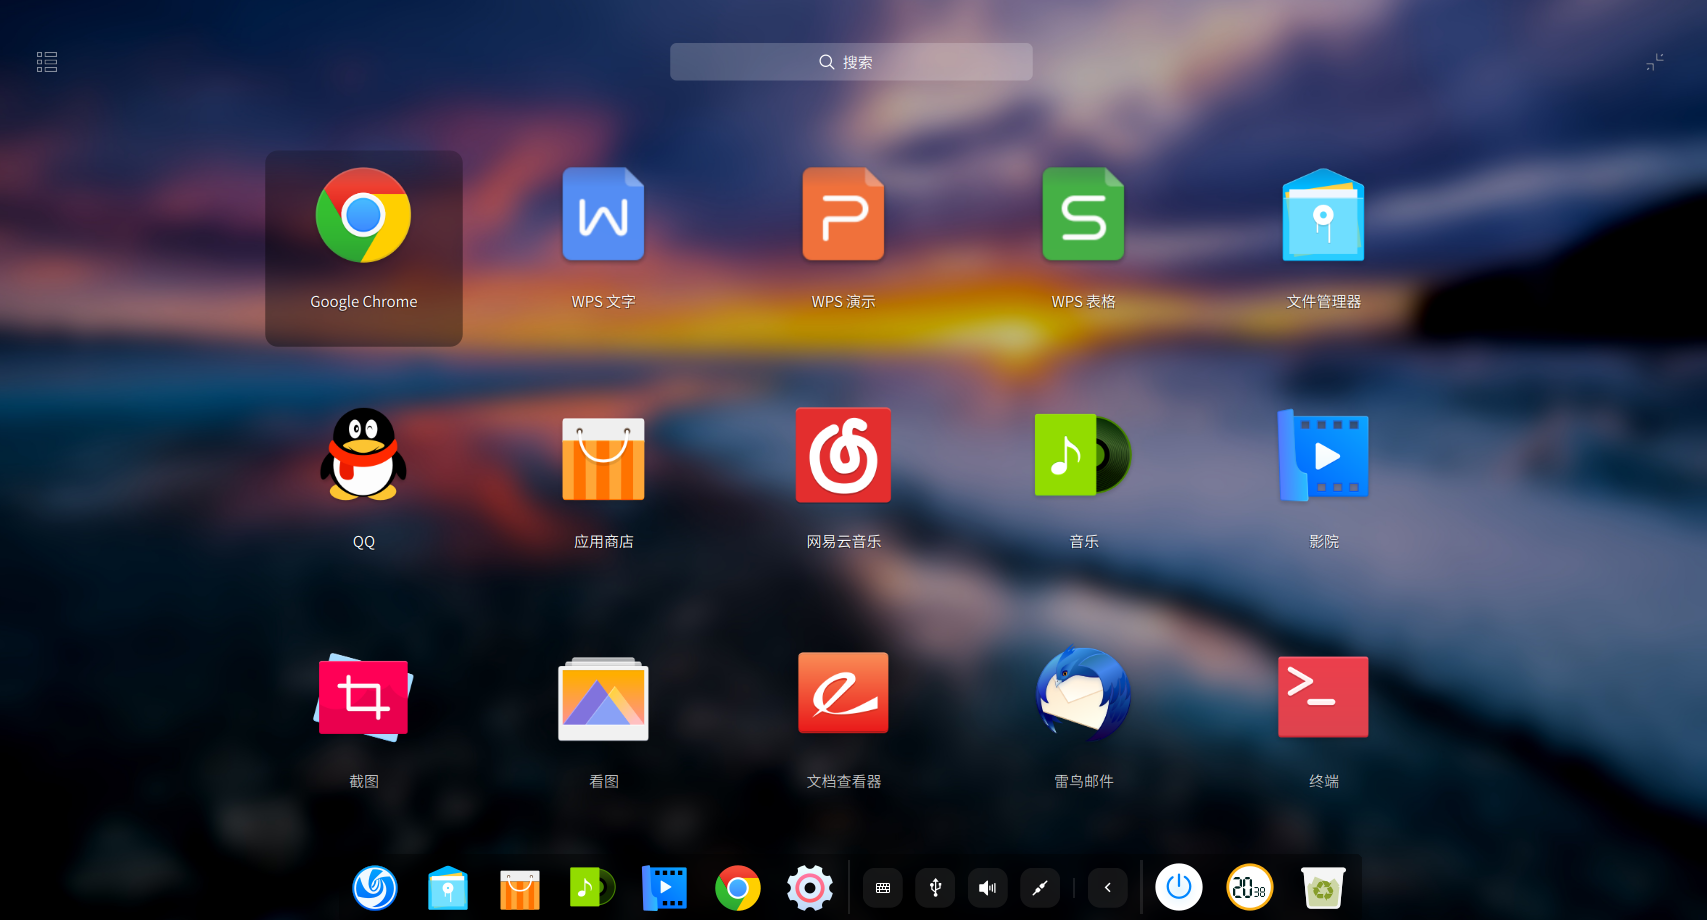 搜索
Google Chrome
WPS 文字
WPS 演示
WPS 表格
文件管理器
QQ
应用商店
网易云音乐
音乐
影院
截图
看图
文档查看器
雷鸟邮件
终端
20 38